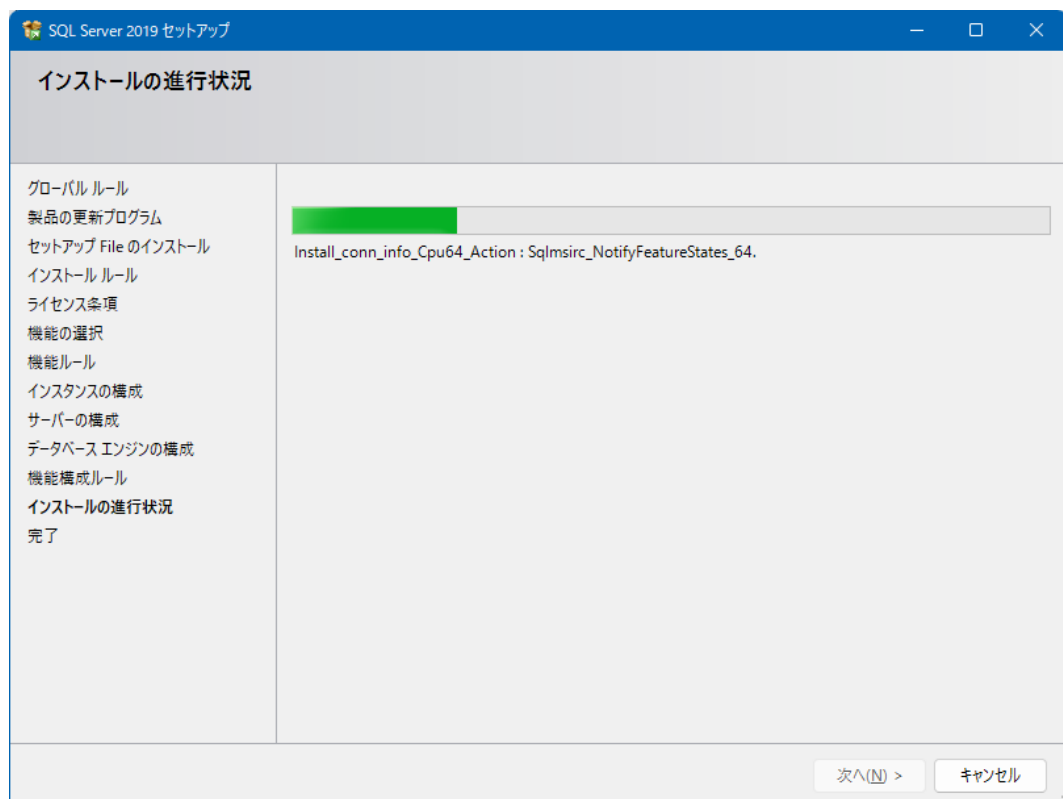 SQL Server 2019 セットアップ
インストールの進行状況
グローバル ルール
製品の更新プログラム
セットアップ File のインストール
インストール ルール
ライセンス条項
機能の選択
機能ルール
インスタンスの構成
サーバーの構成
データベース エンジンの構成
機能構成ルール
インストールの進行状況
完了
Install_conn_info_Cpu64_Action : Sqlmsirc_NotifyFeatureStates_64.
次へ(N) >
キャンセル